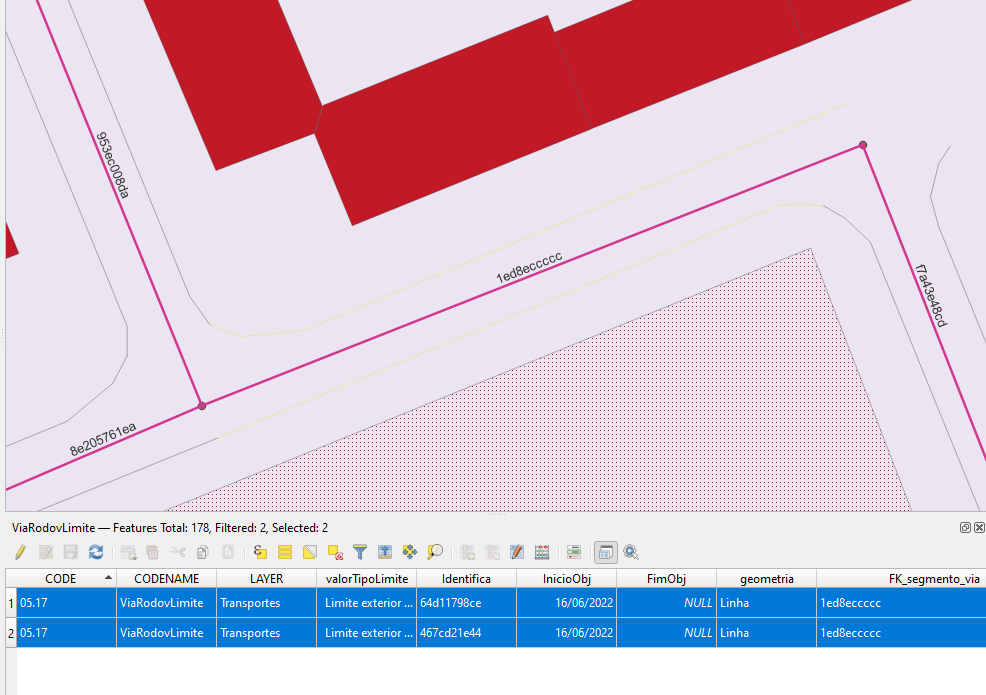 953ec008da
1ed8eccccc
f7a43e48cd
8e205761ea
ViaRodovLimite — Features Total: 178, Filtered: 2, Selected: 2
CODE CODENAME LAYER valorTipoLimite Identifica InicioObj FimObj geometria FK_segmento_via
1 05.17 ViaRodovLimite Transportes Limite exterior ... 64d11798ce 16/06/2022 NULL Linha 1ed8eccccc
2 05.17 ViaRodovLimite Transportes Limite exterior ... 467cd21e44 16/06/2022 NULL Linha 1ed8eccccc